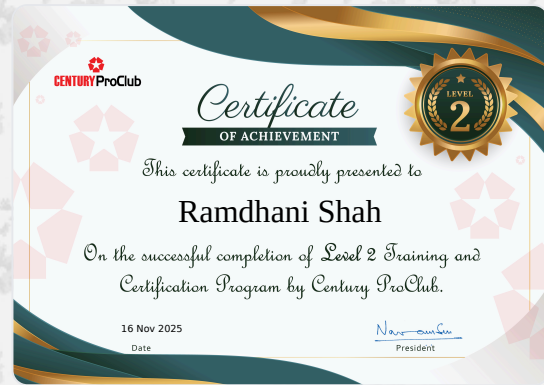 CENTURY ProClub
LEVEL
2
Certificate
OF ACHIEVEMENT
This certificate is proudly presented to
Ramdhani Shah
On the successful completion of Level 2 Training and
Certification Program by Century ProClub.
16 Nov 2025
Date
President